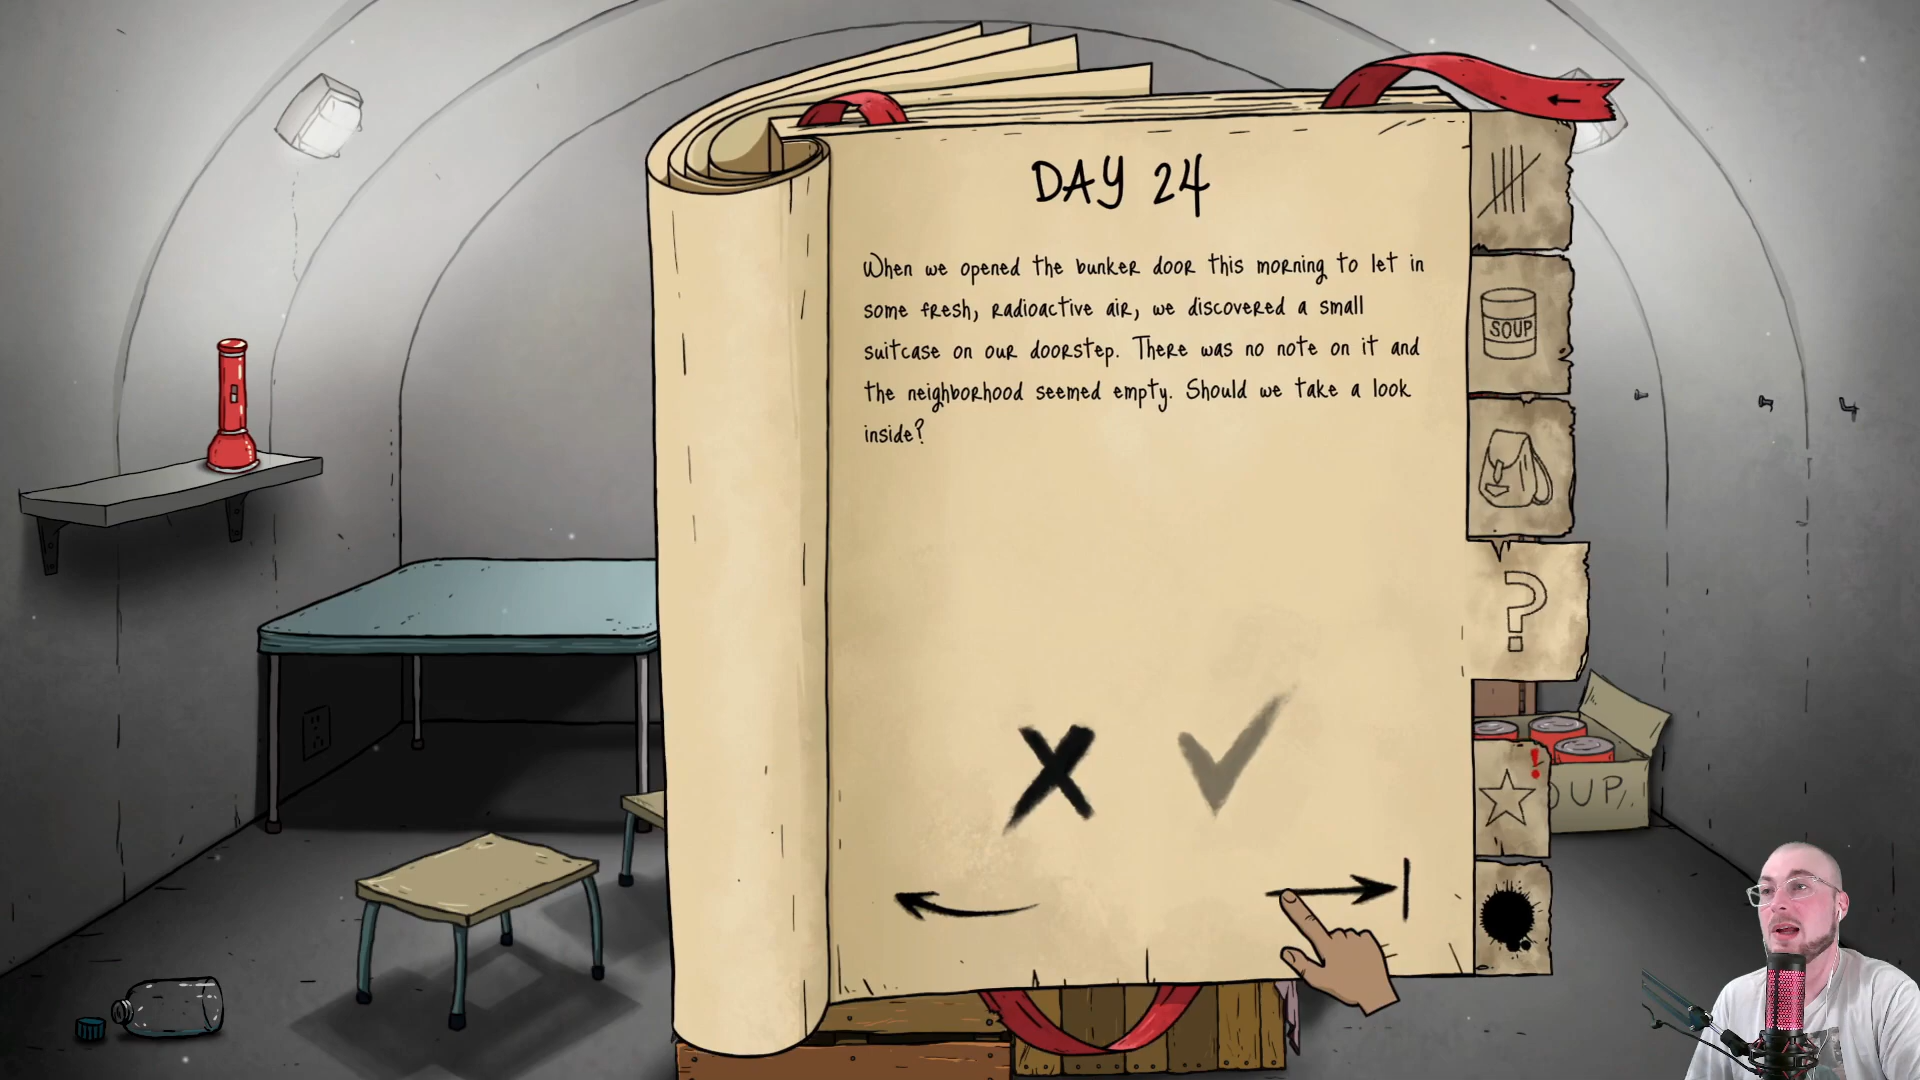 DAY 24
When we opened the bunker door this morning to let in
some fresh, radioactive air, we discovered a small
suitcase on our doorstep. There was no note on it and
the neighborhood seemed empty. Should we take a look
inside?
SOUP
?
!
OUP